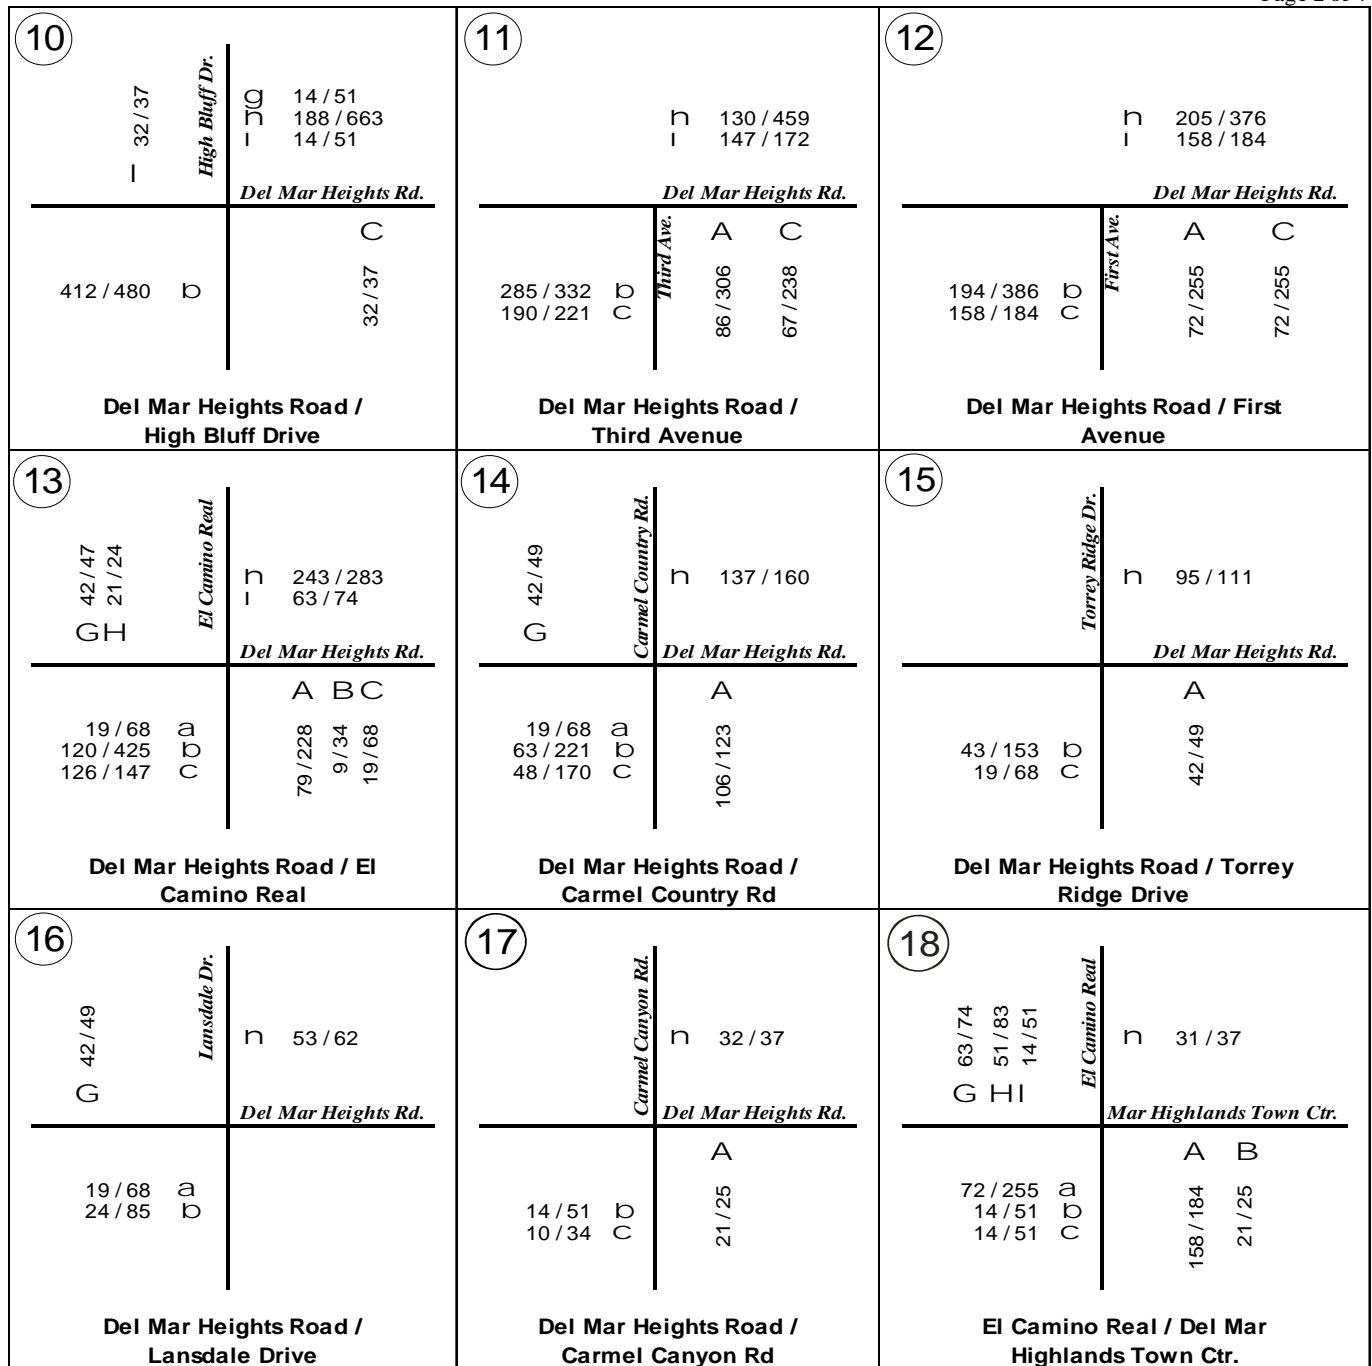 10
High Bluff Dr.
32 / 37
I
g 14 / 51
h 188 / 663
i 14 / 51
Del Mar Heights Rd.
412 / 480 b
C
32 / 37
Del Mar Heights Road /
High Bluff Drive
11
h 130 / 459
i 147 / 172
Del Mar Heights Rd.
Third Ave.
285 / 332 b
190 / 221 c
A C
86 / 306
67 / 238
Del Mar Heights Road /
Third Avenue
12
h 205 / 376
i 158 / 184
Del Mar Heights Rd.
First Ave.
194 / 386 b
158 / 184 c
A C
72 / 255
72 / 255
Del Mar Heights Road / First
Avenue
13
42 / 47
21 / 24
G H
El Camino Real
h 243 / 283
i 63 / 74
Del Mar Heights Rd.
19 / 68 a
120 / 425 b
126 / 147 c
A B C
79 / 228
9 / 34
19 / 68
Del Mar Heights Road / El
Camino Real
14
42 / 49
G
Carmel Country Rd.
h 137 / 160
Del Mar Heights Rd.
19 / 68 a
63 / 221 b
48 / 170 c
A
106 / 123
Del Mar Heights Road /
Carmel Country Rd
15
Torrey Ridge Dr.
h 95 / 111
Del Mar Heights Rd.
43 / 153 b
19 / 68 c
A
42 / 49
Del Mar Heights Road / Torrey
Ridge Drive
16
42 / 49
G
Lansdale Dr.
h 53 / 62
Del Mar Heights Rd.
19 / 68 a
24 / 85 b
Del Mar Heights Road /
Lansdale Drive
17
Carmel Canyon Rd.
h 32 / 37
Del Mar Heights Rd.
14 / 51 b
10 / 34 c
A
21 / 25
Del Mar Heights Road /
Carmel Canyon Rd
18
63 / 74
51 / 83
14 / 51
G H I
El Camino Real
h 31 / 37
Mar Highlands Town Ctr.
72 / 255 a
14 / 51 b
14 / 51 c
A B
158 / 184
21 / 25
El Camino Real / Del Mar
Highlands Town Ctr.